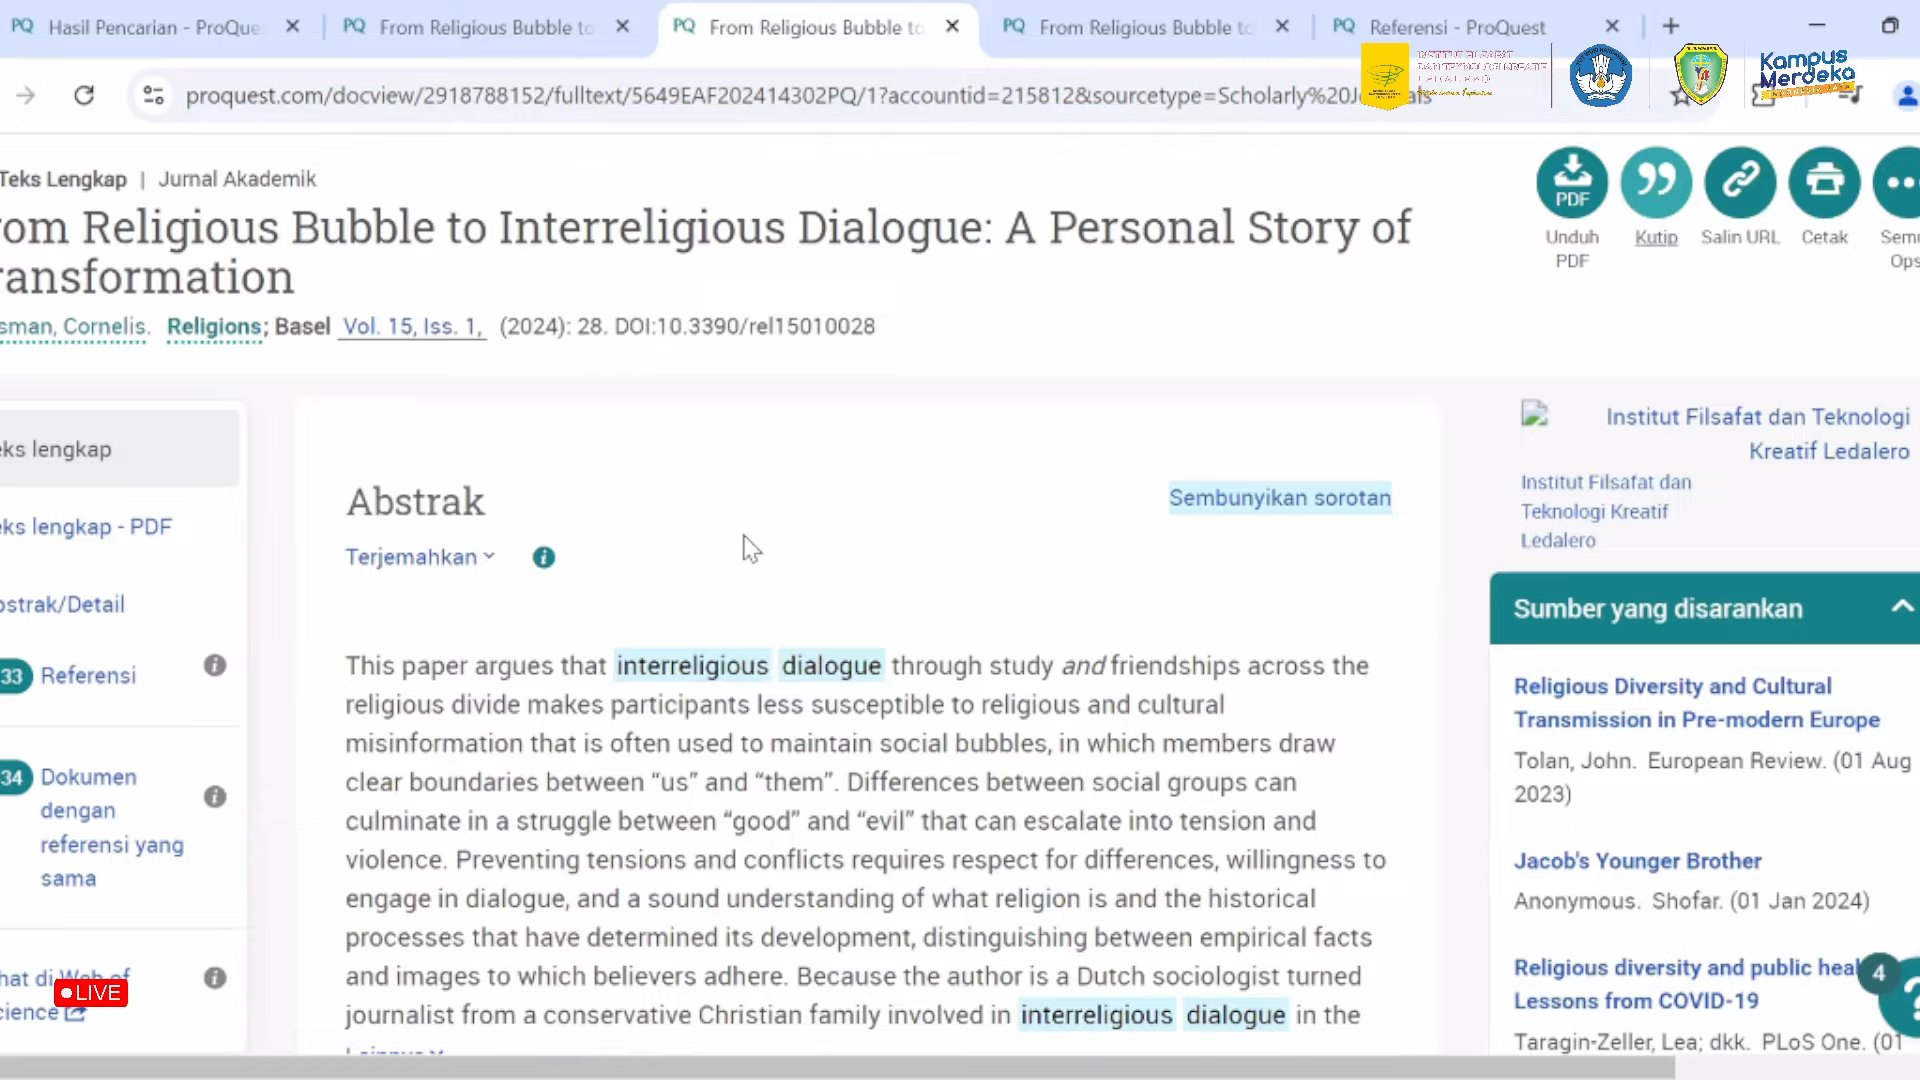 Hasil Pencarian - ProQue
From Religious Bubble to
From Religious Bubble to
From Religious Bubble to
Referensi - ProQuest
proquest.com/docview/2918788152/fulltext/5649EAF202414302PQ/1?accountid=215812&sourcetype=Scholarly%20J
als
INSTITUT FILSAFAT
DAN TEKNOLOGI KREATIF
LEDALERO
Kampus
Merdeka
Teks Lengkap | Jurnal Akademik
om Religious Bubble to Interreligious Dialogue: A Personal Story of
ansformation
sman, Cornelis. Religions; Basel Vol. 15, Iss. 1, (2024): 28. DOI:10.3390/rel15010028
PDF
Unduh
PDF
Kutip
Salin URL
Cetak
Semu
Ops
eks lengkap
eks lengkap - PDF
ostrak/Detail
33 Referensi
34 Dokumen
dengan
referensi yang
sama
hat di Web of
cience
LIVE
Abstrak
Sembunyikan sorotan
Terjemahkan
This paper argues that interreligious dialogue through study and friendships across the
religious divide makes participants less susceptible to religious and cultural
misinformation that is often used to maintain social bubbles, in which members draw
clear boundaries between “us” and “them”. Differences between social groups can
culminate in a struggle between “good” and “evil” that can escalate into tension and
violence. Preventing tensions and conflicts requires respect for differences, willingness to
engage in dialogue, and a sound understanding of what religion is and the historical
processes that have determined its development, distinguishing between empirical facts
and images to which believers adhere. Because the author is a Dutch sociologist turned
journalist from a conservative Christian family involved in interreligious dialogue in the
Institut Filsafat dan Teknologi
Kreatif Ledalero
Institut Filsafat dan
Teknologi Kreatif
Ledalero
Sumber yang disarankan
Religious Diversity and Cultural
Transmission in Pre-modern Europe
Tolan, John. European Review. (01 Aug
2023)
Jacob's Younger Brother
Anonymous. Shofar. (01 Jan 2024)
Religious diversity and public heal
Lessons from COVID-19
Taragin-Zeller, Lea; dkk. PLoS One. (01
4
?